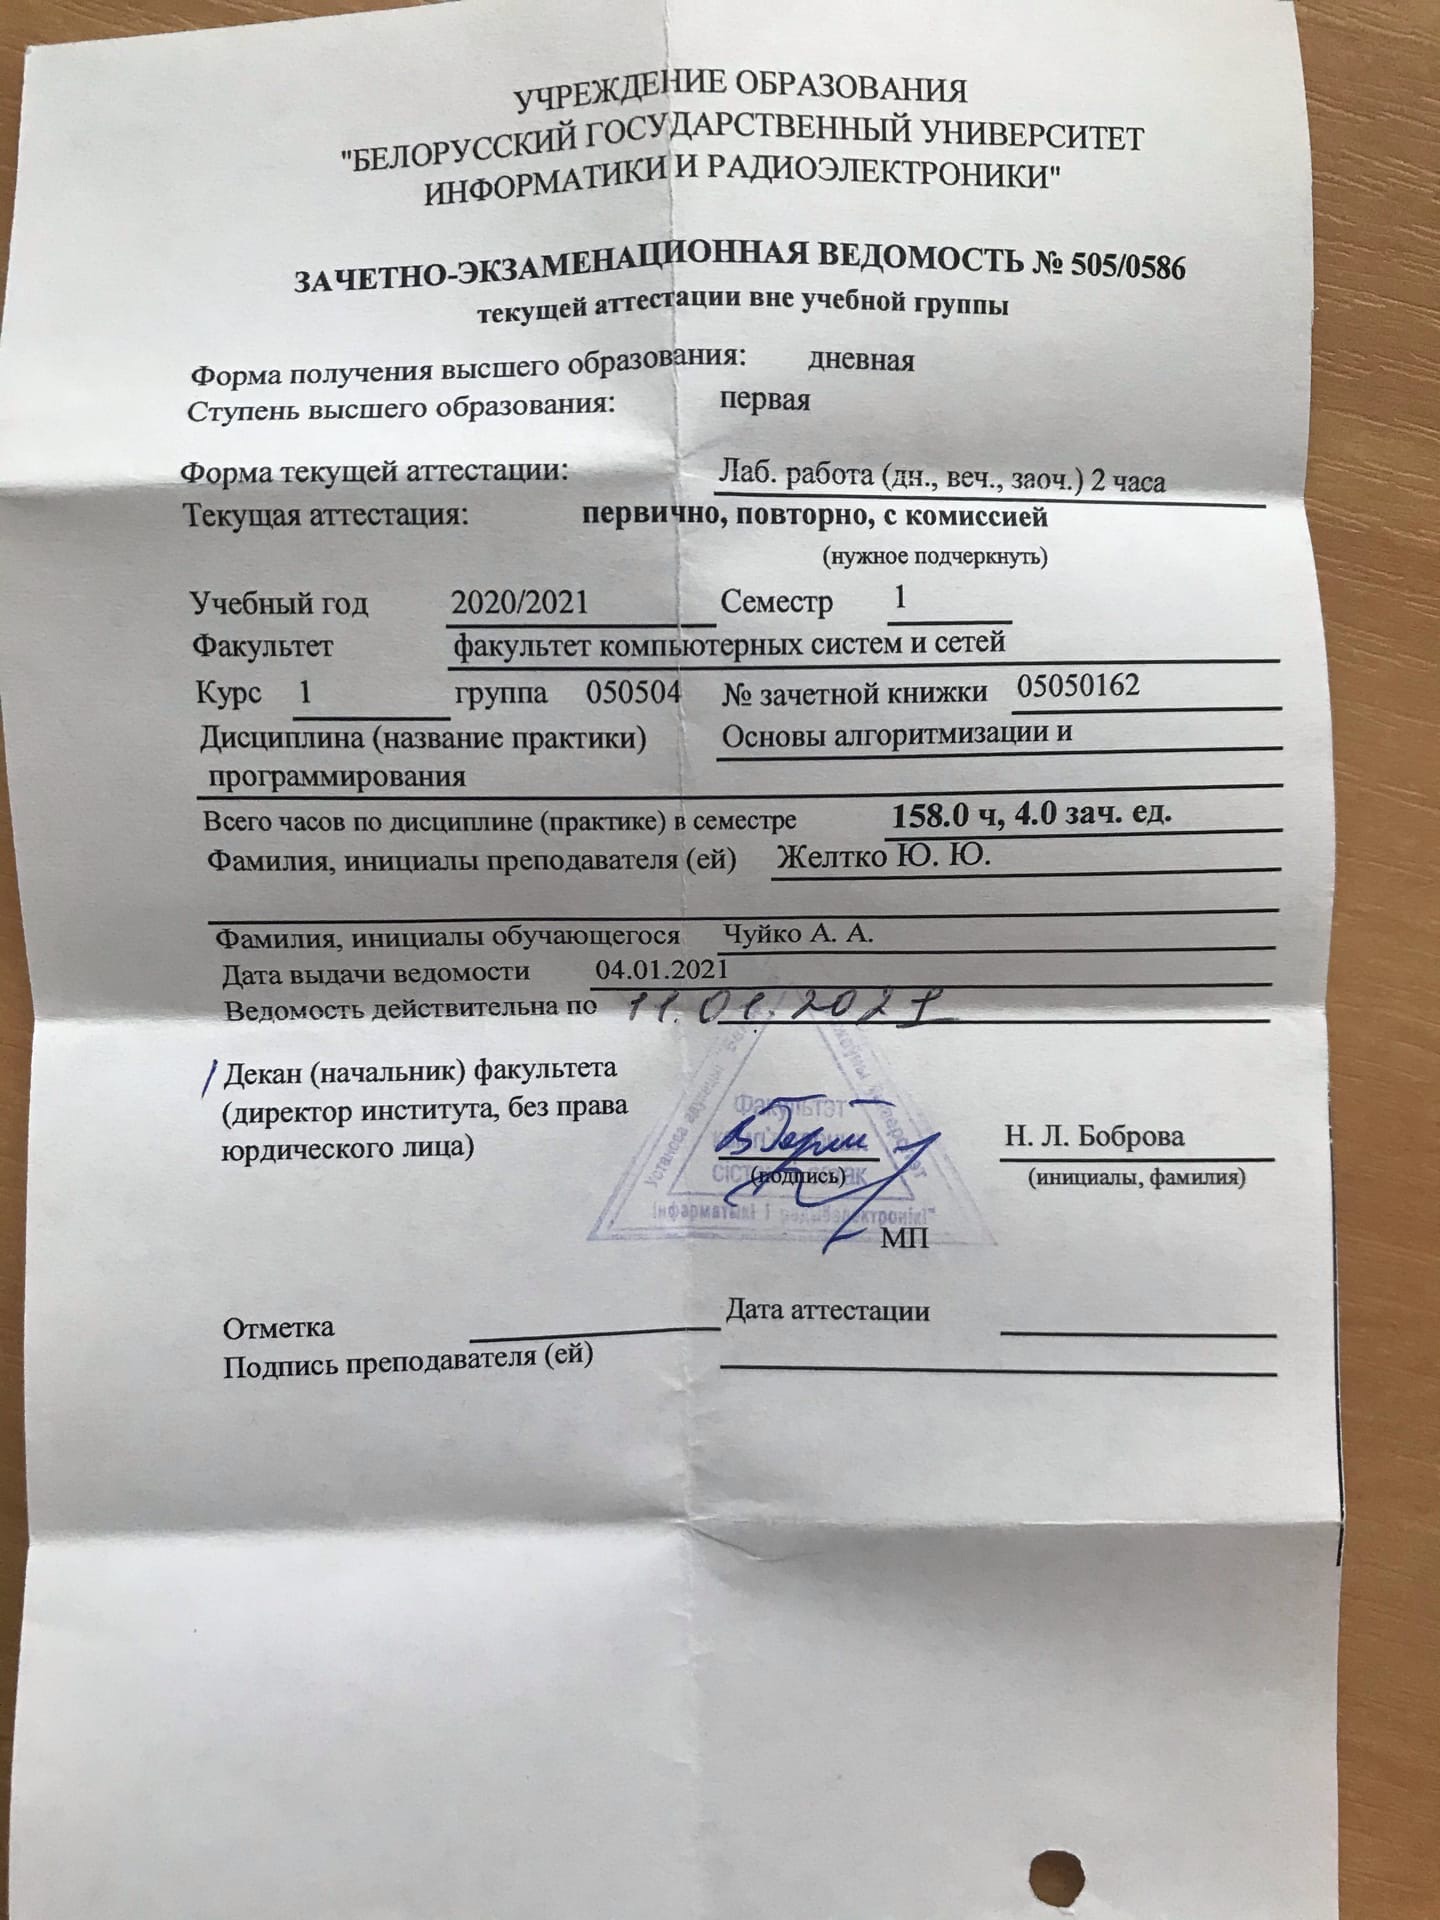 УЧРЕЖДЕНИЕ ОБРАЗОВАНИЯ
"БЕЛОРУССКИЙ ГОСУДАРСТВЕННЫЙ УНИВЕРСИТЕТ
ИНФОРМАТИКИ И РАДИОЭЛЕКТРОНИКИ"
ЗАЧЕТНО-ЭКЗАМЕНАЦИОННАЯ ВЕДОМОСТЬ № 505/0586
текущей аттестации вне учебной группы
Форма получения высшего образования: дневная
Ступень высшего образования: первая
Форма текущей аттестации: Лаб. работа (дн., веч., заоч.) 2 часа
Текущая аттестация: первично, повторно, с комиссией
(нужное подчеркнуть)
Учебный год 2020/2021 Семестр 1
Факультет факультет компьютерных систем и сетей
Курс 1 группа 050504 № зачетной книжки 05050162
Дисциплина (название практики) Основы алгоритмизации и
программирования
Всего часов по дисциплине (практике) в семестре 158.0 ч, 4.0 зач. ед.
Фамилия, инициалы преподавателя (ей) Желтко Ю. Ю.
Фамилия, инициалы обучающегося Чуйко А. А.
Дата выдачи ведомости 04.01.2021
Ведомость действительна по 11.01.2021
Декан (начальник) факультета
(директор института, без права
юрдического лица)
Н. Л. Боброва
(подпись) (инициалы, фамилия)
Факультэт
інфарматыкі і радыёэлектронікі"
МП
Отметка Дата аттестации
Подпись преподавателя (ей)